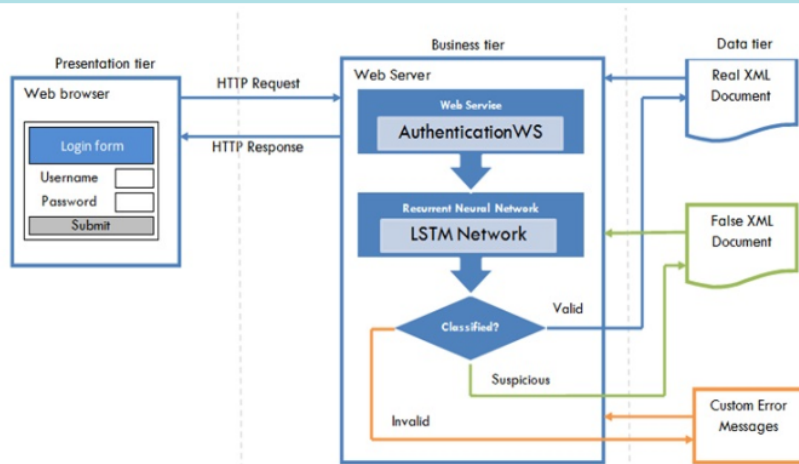 Presentation tier
Business tier
Data tier
Web browser
Login form
Username
Password
Submit
HTTP Request
HTTP Response
Web Server
Web Service
AuthenticationWS
Recurrent Neural Network
LSTM Network
Classified?
Valid
Suspicious
Invalid
Real XML
Document
False XML
Document
Custom Error
Messages